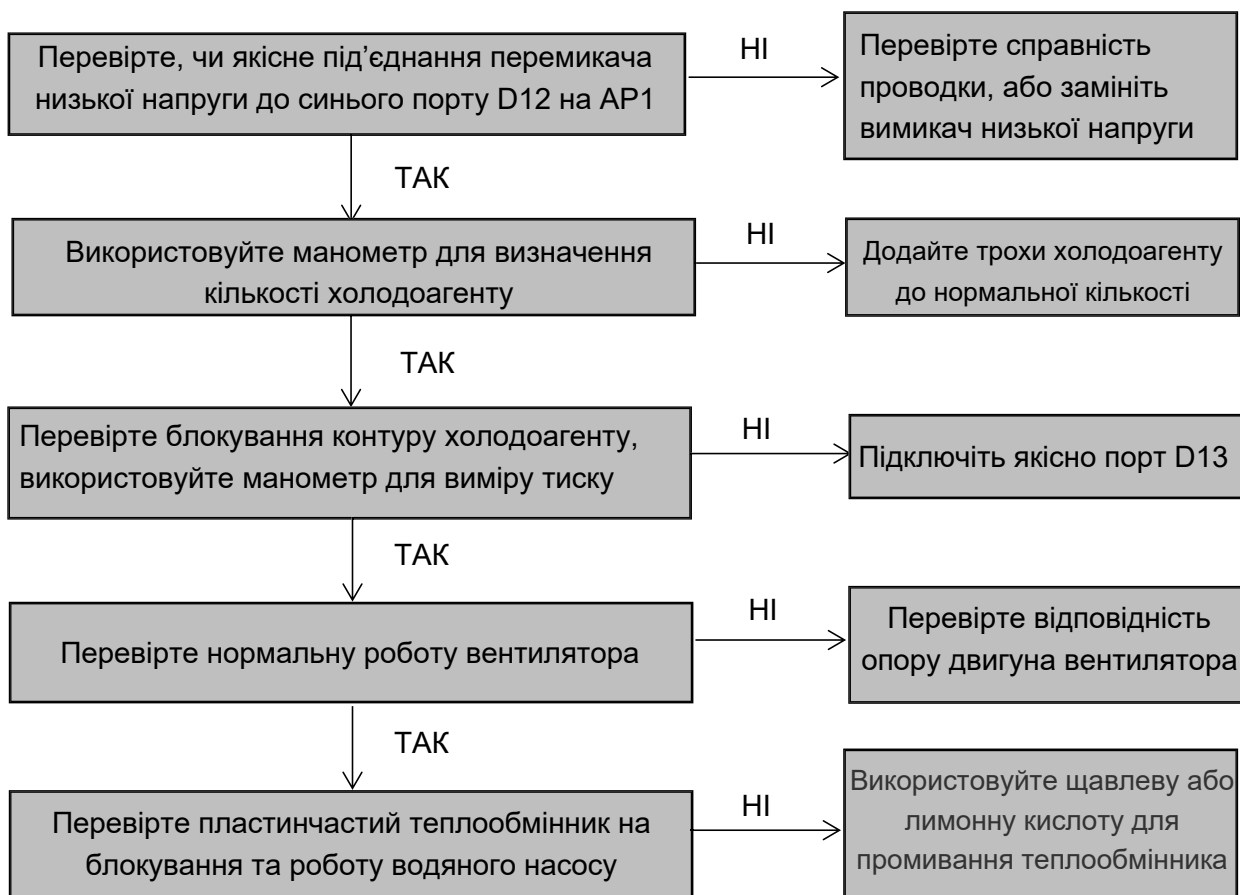 Перевірте, чи якісне під’єднання перемикача
низької напруги до синього порту D12 на AP1
НІ
Перевірте справність
проводки, або замініть
вимикач низької напруги
ТАК
Використовуйте манометр для визначення
кількості холодоагенту
НІ
Додайте трохи холодоагенту
до нормальної кількості
ТАК
Перевірте блокування контуру холодоагенту,
використовуйте манометр для виміру тиску
НІ
Підключіть якісно порт D13
ТАК
Перевірте нормальну роботу вентилятора
НІ
Перевірте відповідність
опору двигуна вентилятора
ТАК
Перевірте пластинчастий теплообмінник на
блокування та роботу водяного насосу
НІ
Використовуйте щавлеву або
лимонну кислоту для
промивання теплообмінника